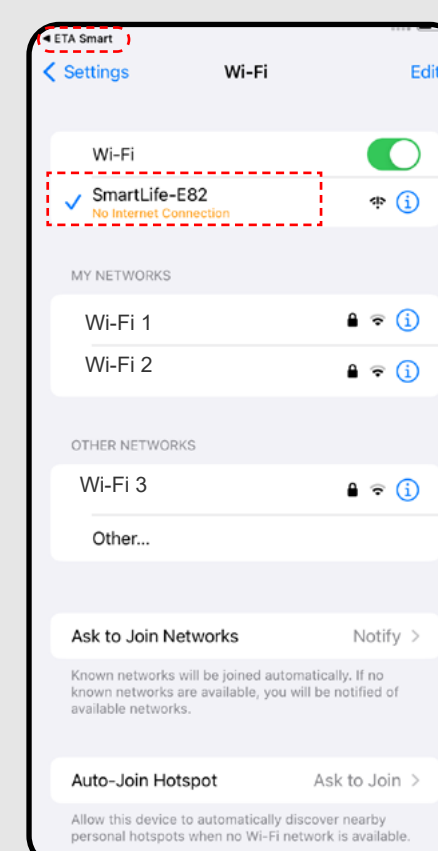 ◀ ETA Smart
Settings
Wi-Fi
Edit
Wi-Fi
SmartLife-E82
No Internet Connection
MY NETWORKS
Wi-Fi 1
Wi-Fi 2
OTHER NETWORKS
Wi-Fi 3
Other...
Ask to Join Networks
Notify
Known networks will be joined automatically. If no
known networks are available, you will be notified of
available networks.
Auto-Join Hotspot
Ask to Join
Allow this device to automatically discover nearby
personal hotspots when no Wi-Fi network is available.